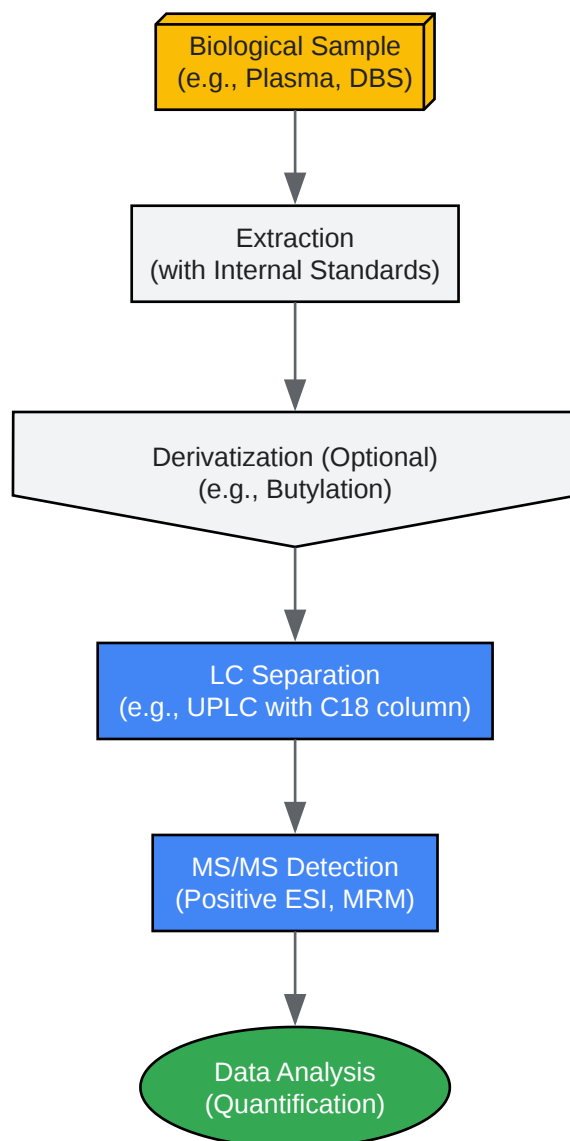 Biological Sample
(e.g., Plasma, DBS)
Extraction
(with Internal Standards)
Derivatization (Optional)
(e.g., Butylation)
LC Separation
(e.g., UPLC with C18 column)
MS/MS Detection
(Positive ESI, MRM)
Data Analysis
(Quantification)